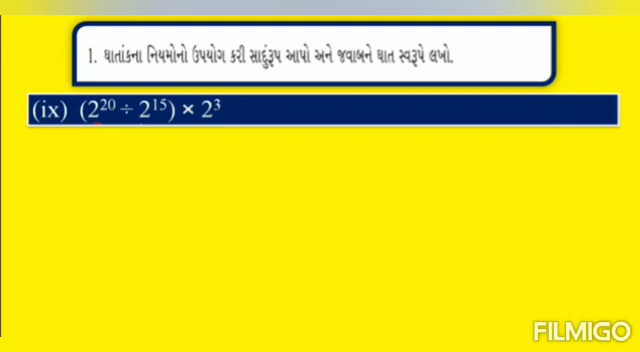 1. ઘાતાંકના નિયમોનો ઉપયોગ કરી સાદુંરૂપ આપો અને જવાબને ઘાત સ્વરૂપે લખો.
(ix) (2²⁰ ÷ 2¹⁵) × 2³
FILMIGO